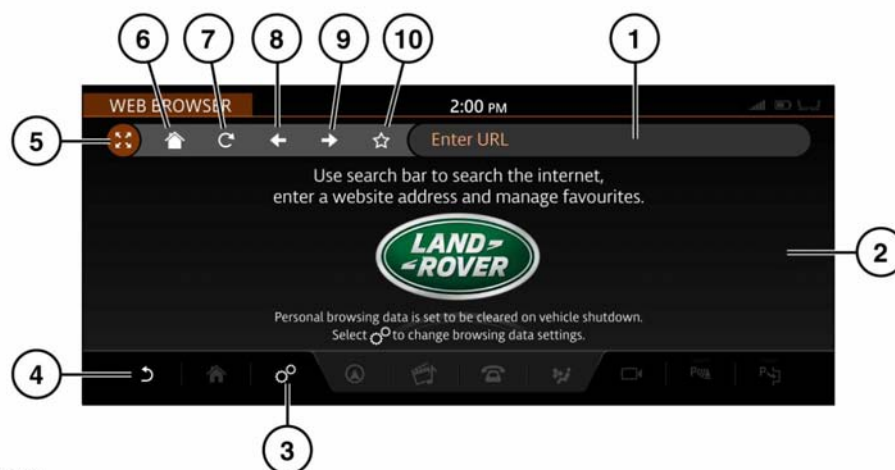 6
7
8
9
10
1
WEB BROWSER
2:00 PM
5
Enter URL
Use search bar to search the internet,
enter a website address and manage favourites.
LAND-
-ROVER
2
Personal browsing data is set to be cleared on vehicle shutdown.
Select to change browsing data settings.
4
3